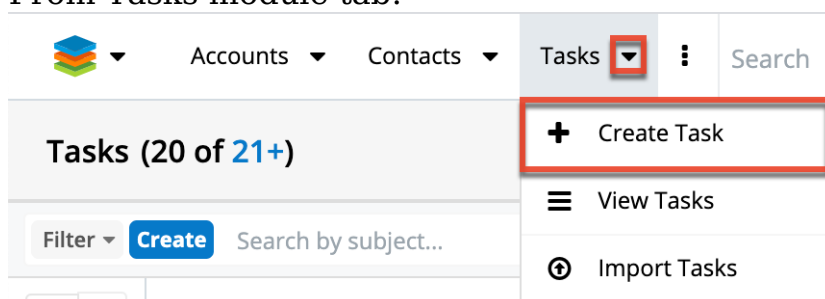 From Tasks module tab:
Accounts Contacts Tasks Search
Create Task
Tasks (20 of 21+)
View Tasks
Filter Create Search by subject...
Import Tasks